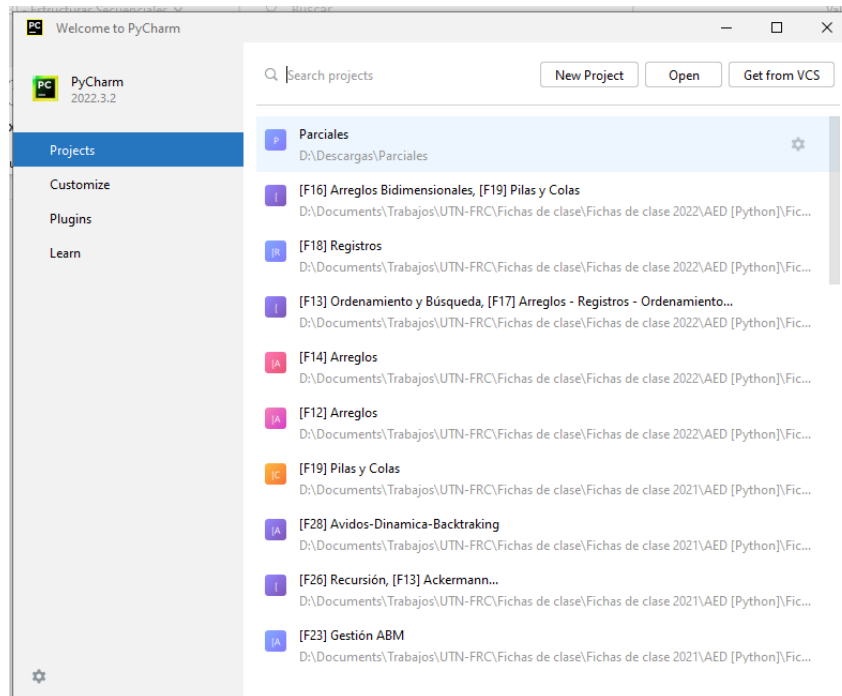 - Estructuras Secuenciales
Buscar
PC
Welcome to PyCharm
PC
PyCharm
2022.3.2
Projects
Customize
Plugins
Learn
Search projects
New Project
Open
Get from VCS
P
Parciales
D:\Descargas\Parciales
[
[F16] Arreglos Bidimensionales, [F19] Pilas y Colas
D:\Documents\Trabajos\UTN-FRC\Fichas de clase\Fichas de clase 2022\AED [Python]\Fic...
[R
[F18] Registros
D:\Documents\Trabajos\UTN-FRC\Fichas de clase\Fichas de clase 2022\AED [Python]\Fic...
[
[F13] Ordenamiento y Búsqueda, [F17] Arreglos - Registros - Ordenamiento...
D:\Documents\Trabajos\UTN-FRC\Fichas de clase\Fichas de clase 2022\AED [Python]\Fic...
[A
[F14] Arreglos
D:\Documents\Trabajos\UTN-FRC\Fichas de clase\Fichas de clase 2022\AED [Python]\Fic...
[A
[F12] Arreglos
D:\Documents\Trabajos\UTN-FRC\Fichas de clase\Fichas de clase 2022\AED [Python]\Fic...
[C
[F19] Pilas y Colas
D:\Documents\Trabajos\UTN-FRC\Fichas de clase\Fichas de clase 2021\AED [Python]\Fic...
[A
[F28] Avidos-Dinamica-Backtraking
D:\Documents\Trabajos\UTN-FRC\Fichas de clase\Fichas de clase 2021\AED [Python]\Fic...
[
[F26] Recursión, [F13] Ackermann...
D:\Documents\Trabajos\UTN-FRC\Fichas de clase\Fichas de clase 2021\AED [Python]\Fic...
[A
[F23] Gestión ABM
D:\Documents\Trabajos\UTN-FRC\Fichas de clase\Fichas de clase 2021\AED [Python]\Fic...